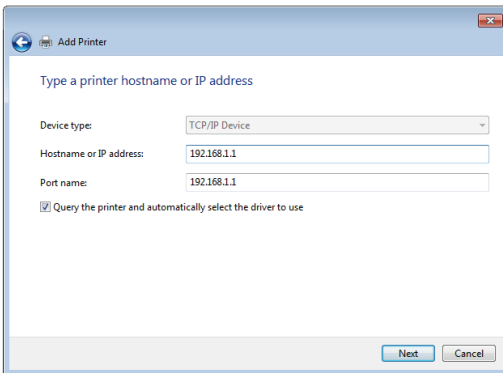 Add Printer
Type a printer hostname or IP address
Device type: TCP/IP Device
Hostname or IP address: 192.168.1.1
Port name: 192.168.1.1
Query the printer and automatically select the driver to use
Next Cancel